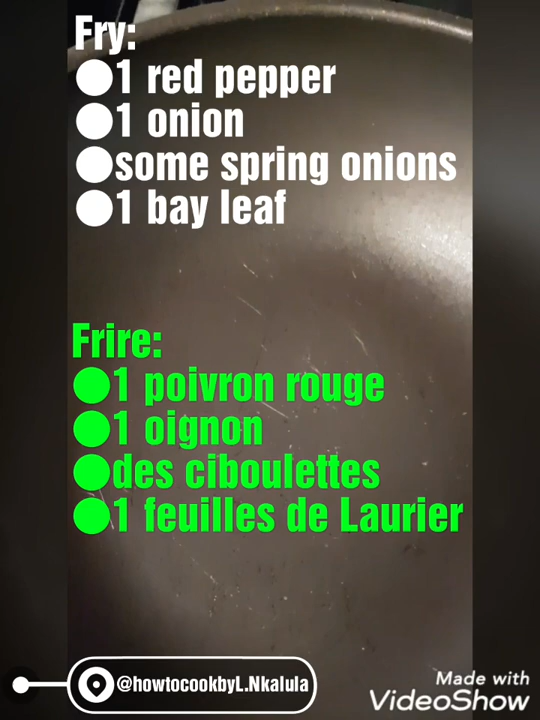 Fry:
●1 red pepper
●1 onion
●some spring onions
●1 bay leaf
Frire:
●1 poivron rouge
●1 oignon
●des ciboulettes
●1 feuilles de Laurier
@howtocookbyL.Nkalula
Made with
VideoShow